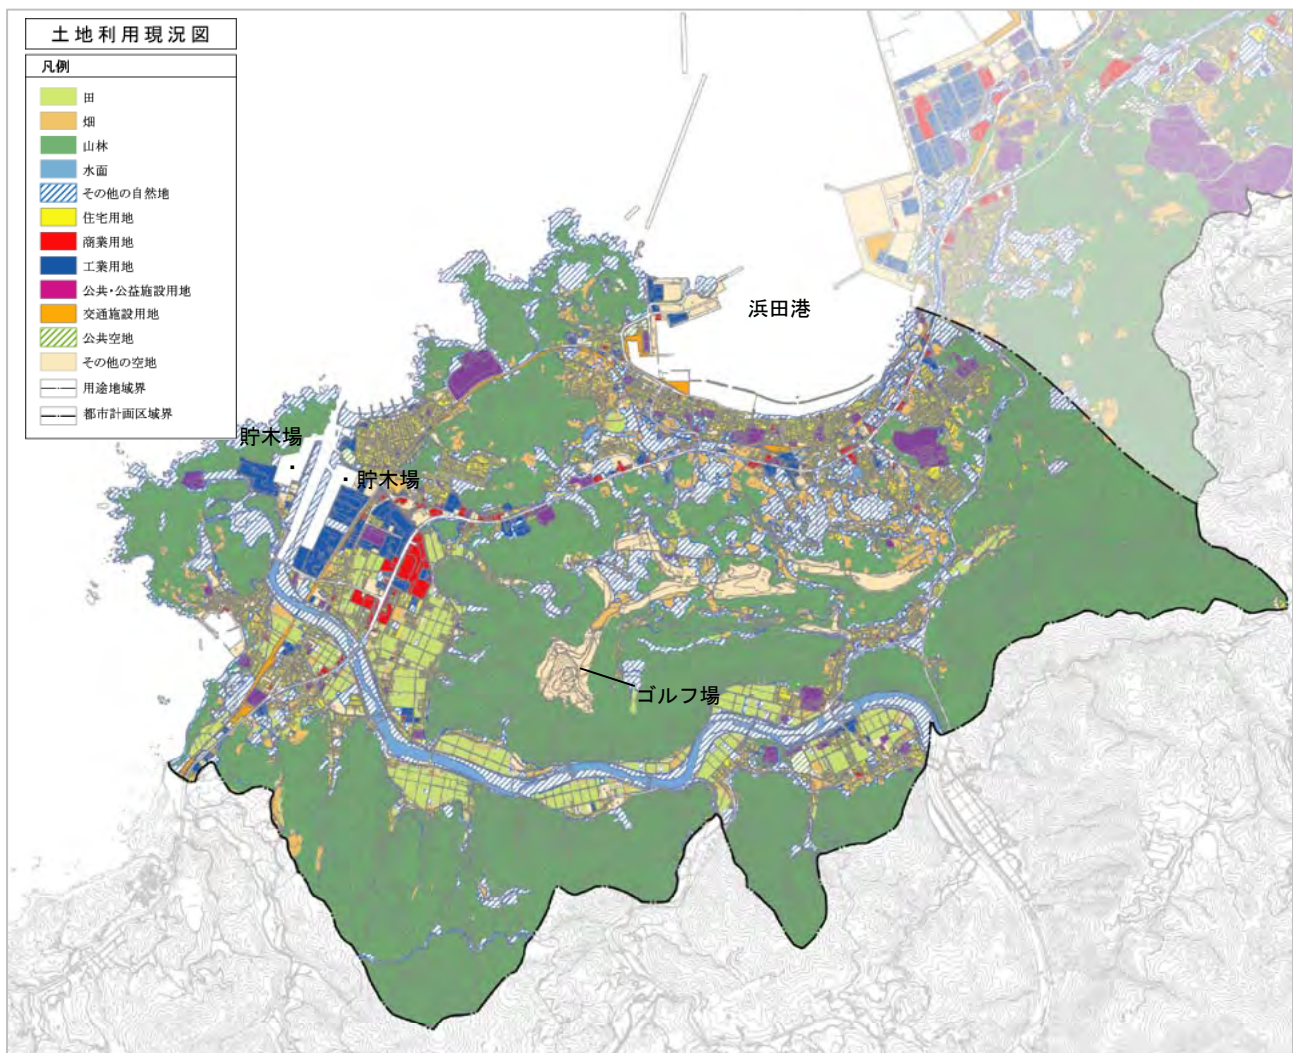 土地利用現況図
凡例
田
畑
山林
水面
その他の自然地
住宅用地
商業用地
工業用地
公共・公益施設用地
交通施設用地
公共空地
その他の空地
用途地域界
都市計画区域界
浜田港
貯木場
・貯木場
ゴルフ場